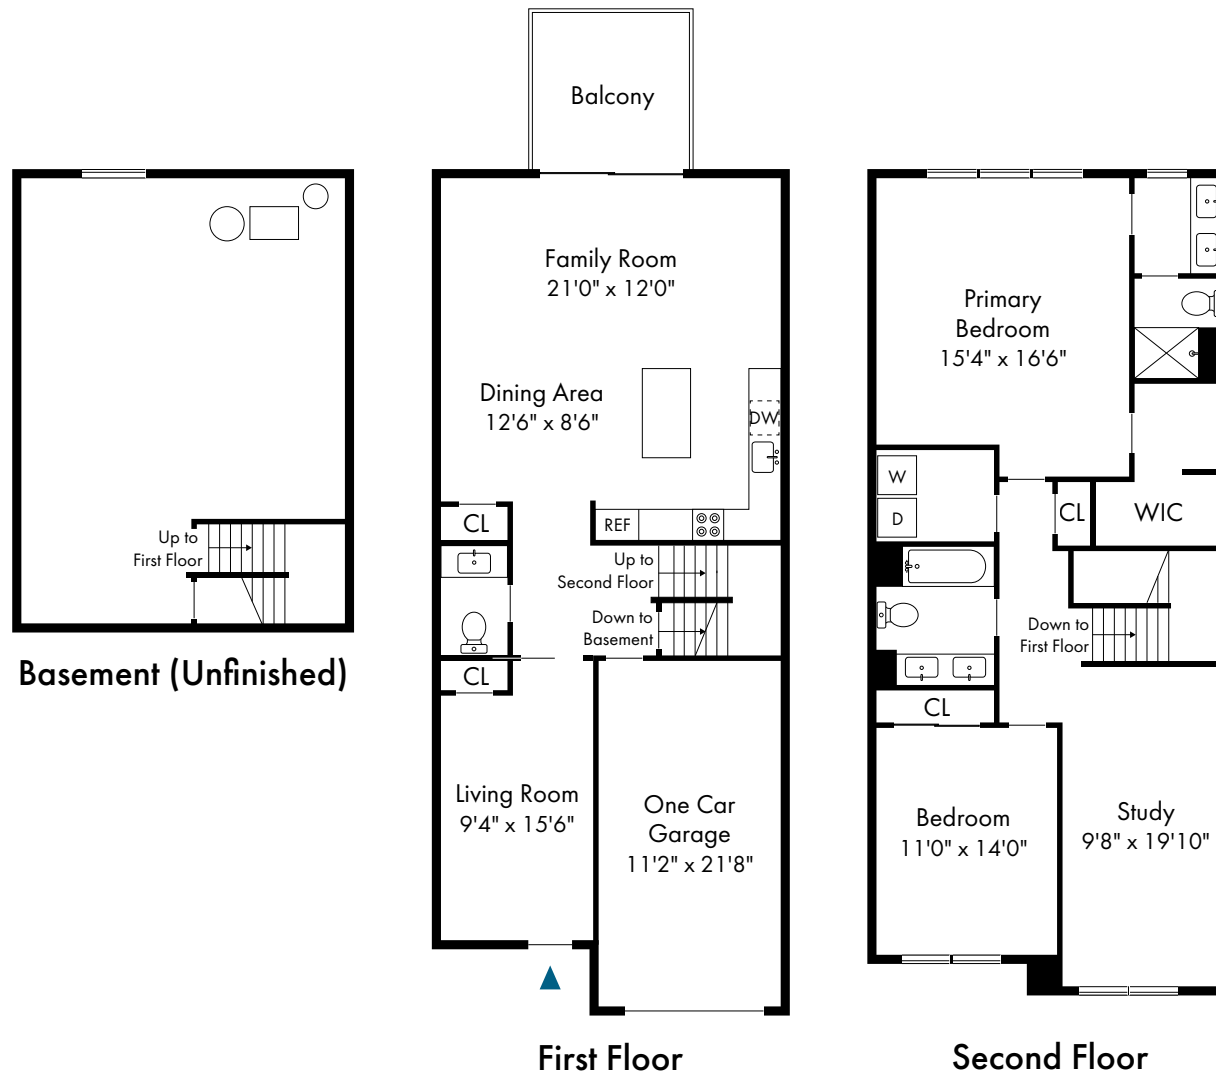 Up to
First Floor
Basement (Unfinished)
Balcony
Family Room
21'0" x 12'0"
Dining Area
12'6" x 8'6"
DW
CL
REF
Up to
Second Floor
Down to
Basement
CL
Living Room
9'4" x 15'6"
One Car
Garage
11'2" x 21'8"
First Floor
Primary
Bedroom
15'4" x 16'6"
W
D
CL
WIC
Down to
First Floor
CL
Bedroom
11'0" x 14'0"
Study
9'8" x 19'10"
Second Floor